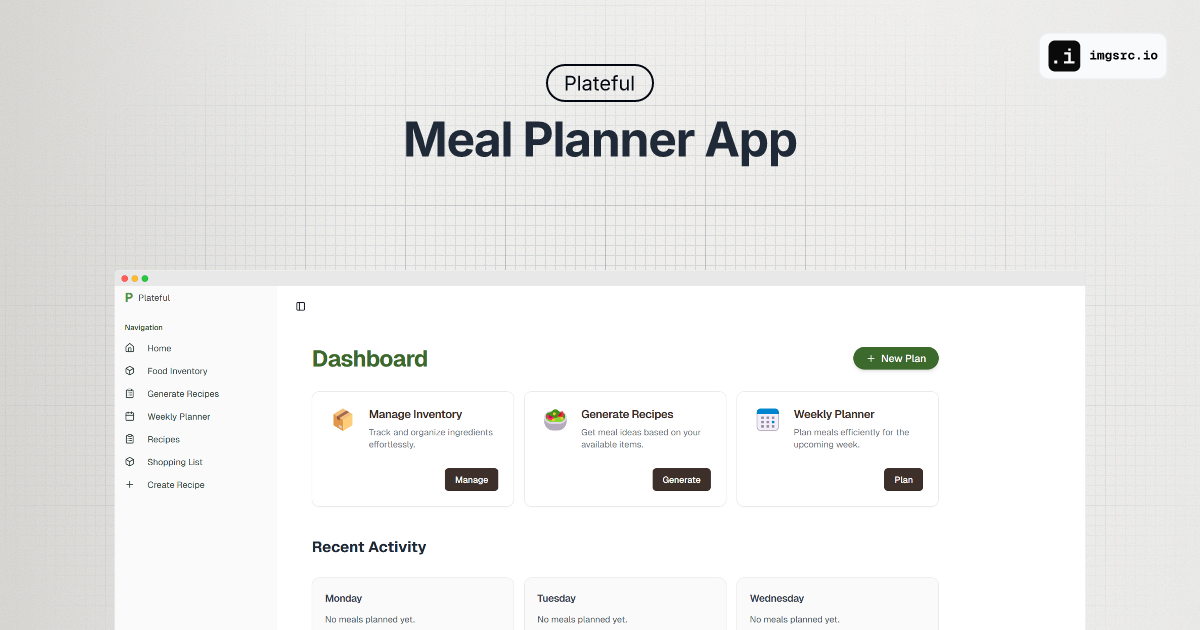 .i imgsrc.io
Plateful
Meal Planner App
P Plateful
Navigation
Home
Food Inventory
Generate Recipes
Weekly Planner
Recipes
Shopping List
Create Recipe
Dashboard
+ New Plan
Manage Inventory
Track and organize ingredients
effortlessly.
Manage
Generate Recipes
Get meal ideas based on your
available items.
Generate
Weekly Planner
Plan meals efficiently for the
upcoming week.
Plan
Recent Activity
Monday
No meals planned yet.
Tuesday
No meals planned yet.
Wednesday
No meals planned yet.